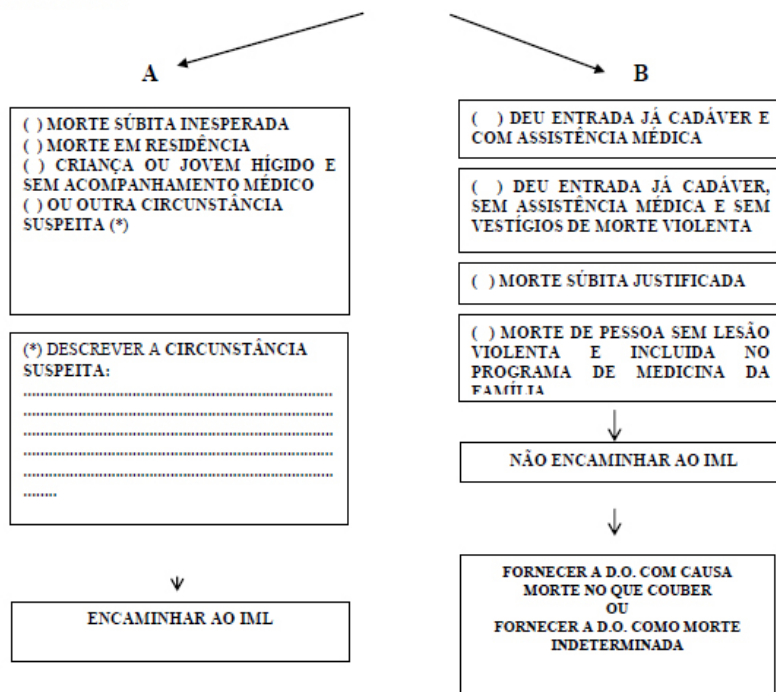 A
( ) MORTE SÚBITA INESPERADA
( ) MORTE EM RESIDÊNCIA
( ) CRIANÇA OU JOVEM HÍGIDO E
SEM ACOMPANHAMENTO MÉDICO
( ) OU OUTRA CIRCUNSTÂNCIA
SUSPEITA (*)
(*) DESCREVER A CIRCUNSTÂNCIA
SUSPEITA:
ENCAMINHAR AO IML
B
( ) DEU ENTRADA JÁ CADÁVER E
COM ASSISTÊNCIA MÉDICA
( ) DEU ENTRADA JÁ CADÁVER,
SEM ASSISTÊNCIA MÉDICA E SEM
VESTÍGIOS DE MORTE VIOLENTA
( ) MORTE SÚBITA JUSTIFICADA
( ) MORTE DE PESSOA SEM LESÃO
VIOLENTA E INCLUIDA NO
PROGRAMA DE MEDICINA DA
FAMÍLIA
NÃO ENCAMINHAR AO IML
FORNECER A D.O. COM CAUSA
MORTE NO QUE COUBER
OU
FORNECER A D.O. COMO MORTE
INDETERMINADA